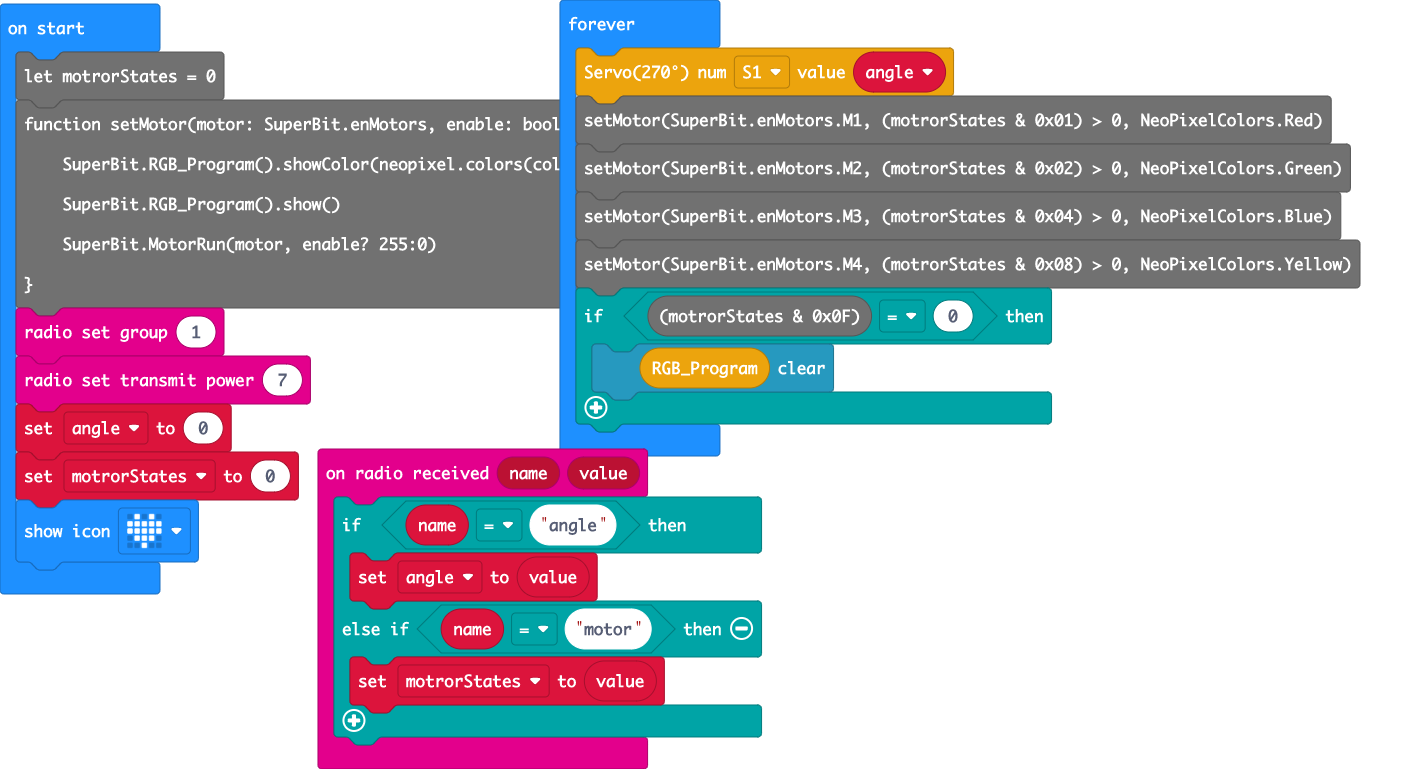 on start
let motrorStates = 0
function setMotor(motor: SuperBit.enMotors, enable: bool
SuperBit.RGB_Program().showColor(neopixel.colors(col
SuperBit.RGB_Program().show()
SuperBit.MotorRun(motor, enable? 255:0)
}
radio set group 1
radio set transmit power 7
set angle to 0
set motrorStates to 0
show icon
forever
Servo(270°) num S1 value angle
setMotor(SuperBit.enMotors.M1, (motrorStates & 0x01) > 0, NeoPixelColors.Red)
setMotor(SuperBit.enMotors.M2, (motrorStates & 0x02) > 0, NeoPixelColors.Green)
setMotor(SuperBit.enMotors.M3, (motrorStates & 0x04) > 0, NeoPixelColors.Blue)
setMotor(SuperBit.enMotors.M4, (motrorStates & 0x08) > 0, NeoPixelColors.Yellow)
if (motrorStates & 0x0F) = 0 then
RGB_Program clear
on radio received name value
if name = "angle" then
set angle to value
else if name = "motor" then
set motrorStates to value